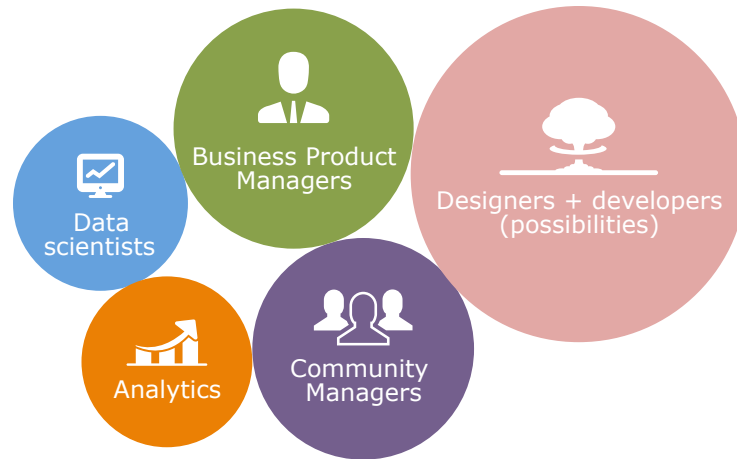 Business Product
Managers
Designers + developers
(possibilities)
Data
scientists
Analytics
Community
Managers